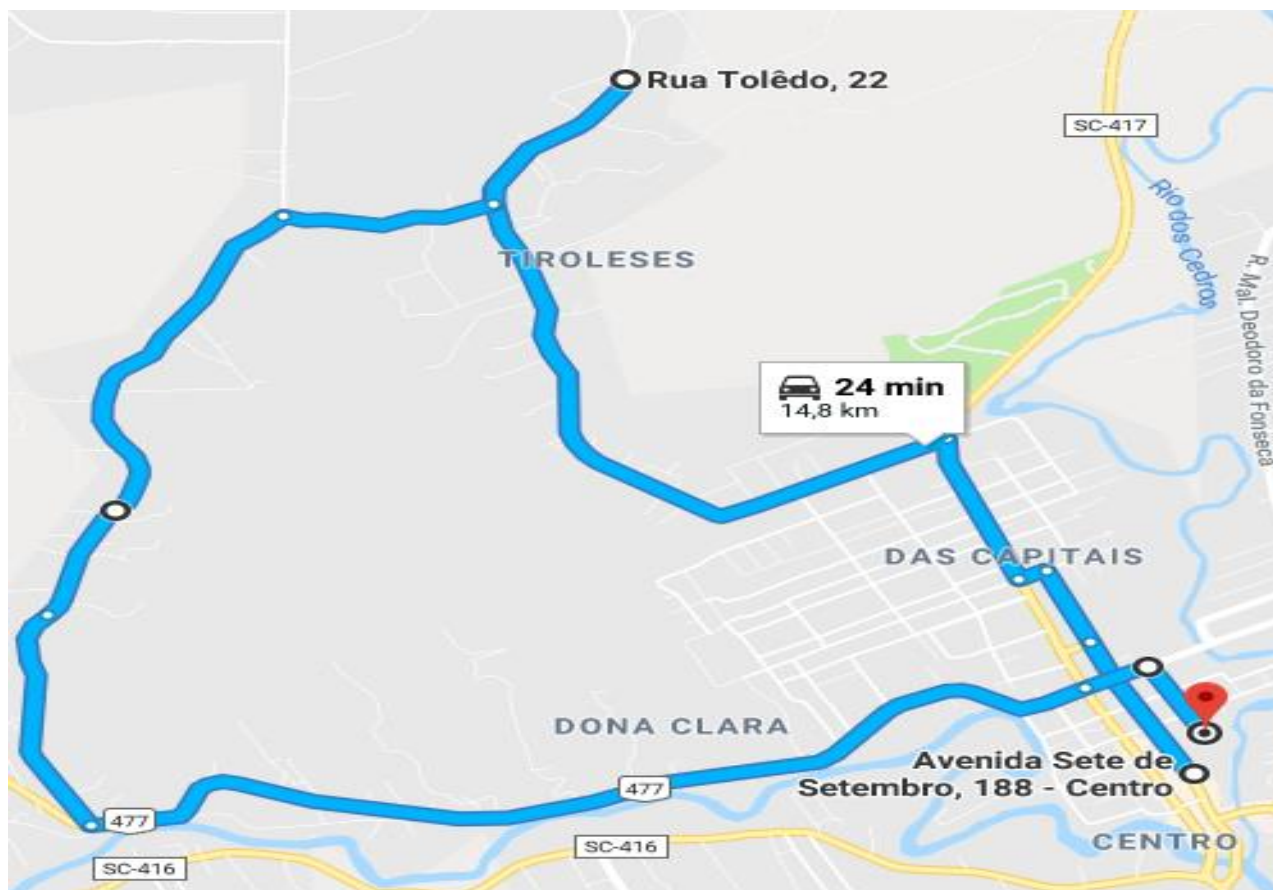 Rua Tolêdo, 22
SC-417
Rio dos Cedros
TIROLESES
R. Mal. Deodoro da Fonseca
24 min
14,8 km
DAS CAPITAIS
DONA CLARA
Avenida Sete de
Setembro, 188 - Centro
477
477
CENTRO
SC-416
SC-416